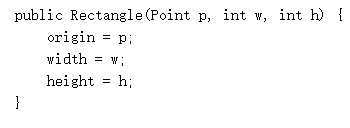 public Rectangle(Point p, int w, int h) {
    origin = p;
    width = w;
    height = h;
}